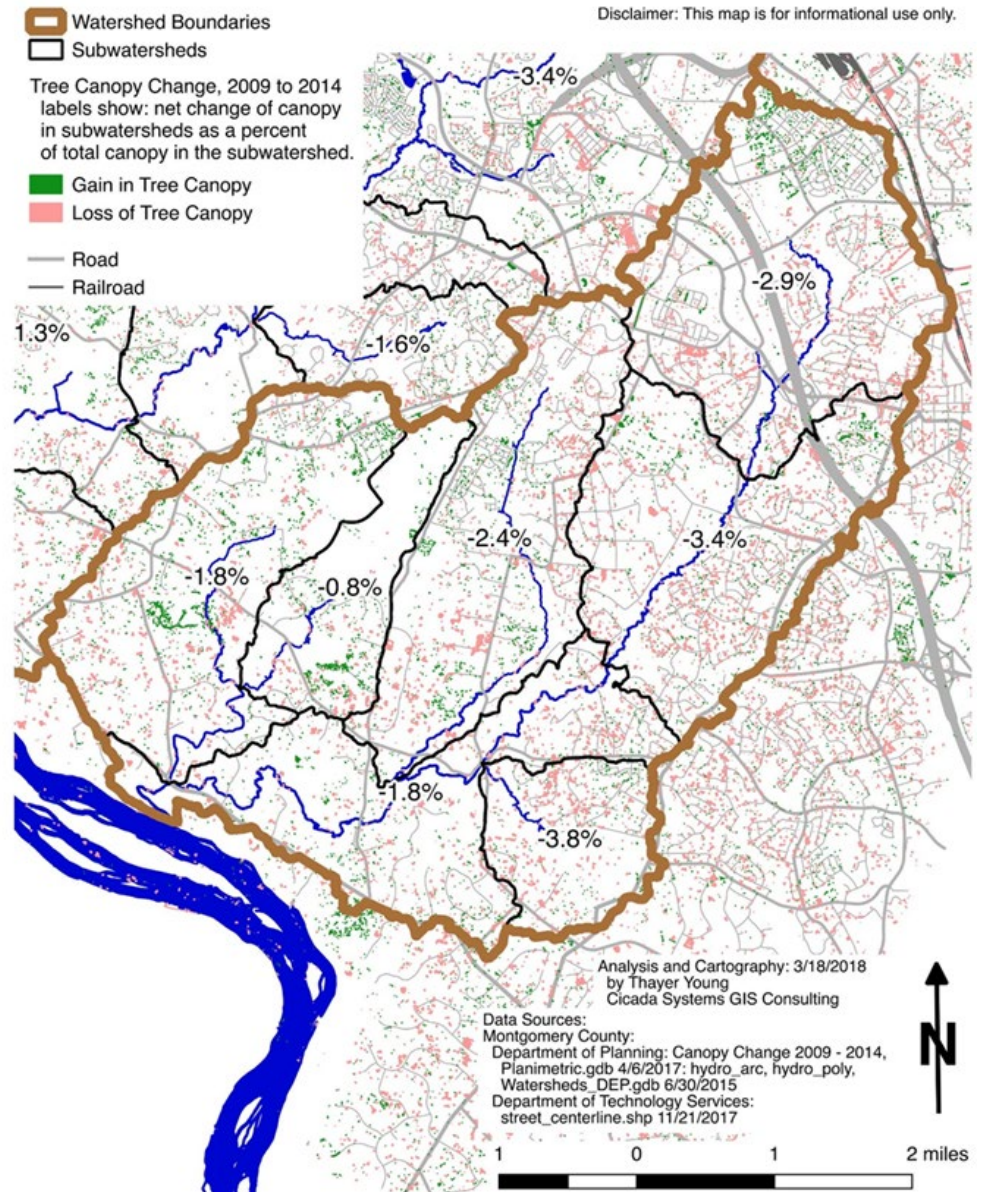 Watershed Boundaries
Disclaimer: This map is for informational use only.
Subwatersheds
Tree Canopy Change, 2009 to 2014
labels show: net change of canopy
in subwatersheds as a percent
of total canopy in the subwatershed.
Gain in Tree Canopy
Loss of Tree Canopy
Road
Railroad
-3.4%
-2.9%
1.3%
-1.6%
-2.4%
-3.4%
-1.8%
-0.8%
-1.8%
-3.8%
Analysis and Cartography: 3/18/2018
by Thayer Young
Cicada Systems GIS Consulting
Data Sources:
Montgomery County:
Department of Planning: Canopy Change 2009 - 2014,
Planimetric.gdb 4/6/2017: hydro_arc, hydro_poly,
Watersheds_DEP.gdb 6/30/2015
Department of Technology Services:
street_centerline.shp 11/21/2017
N
1 0 1 2 miles